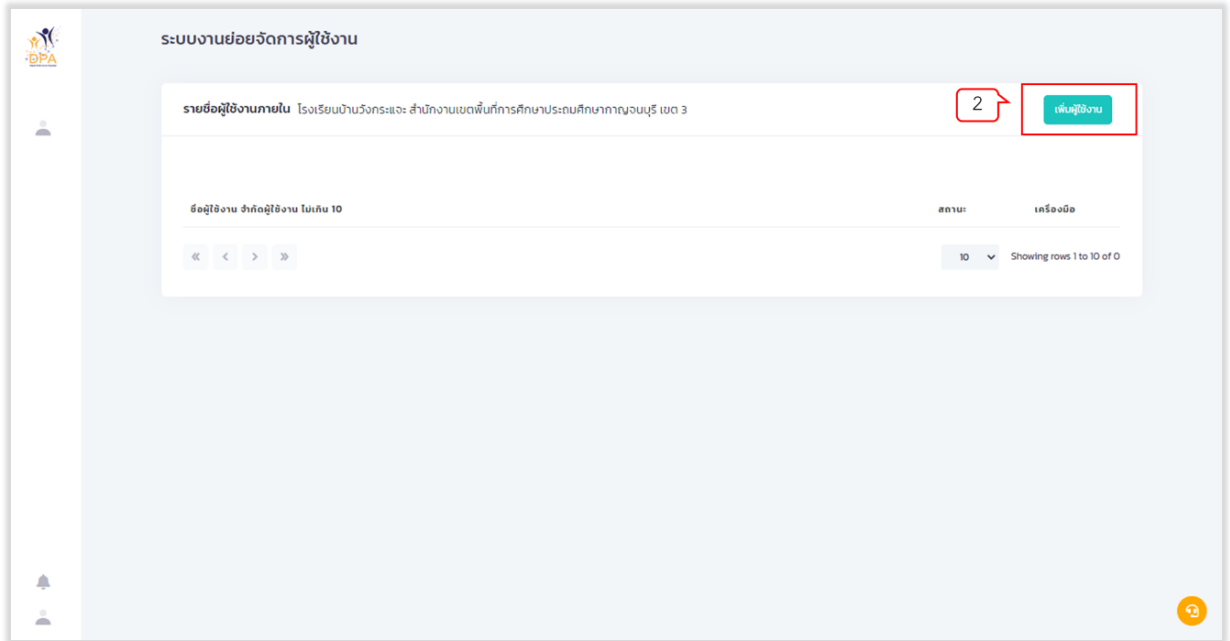 DPA
ระบบงานย่อยจัดการผู้ใช้งาน
รายชื่อผู้ใช้งานภายใน โรงเรียนบ้านวังกระแจะ สำนักงานเขตพื้นที่การศึกษาประถมศึกษากาญจนบุรี เขต 3
2
เพิ่มผู้ใช้งาน
ชื่อผู้ใช้งาน จำกัดผู้ใช้งาน ไม่เกิน 10 สถานะ เครื่องมือ
10 Showing rows 1 to 10 of 0